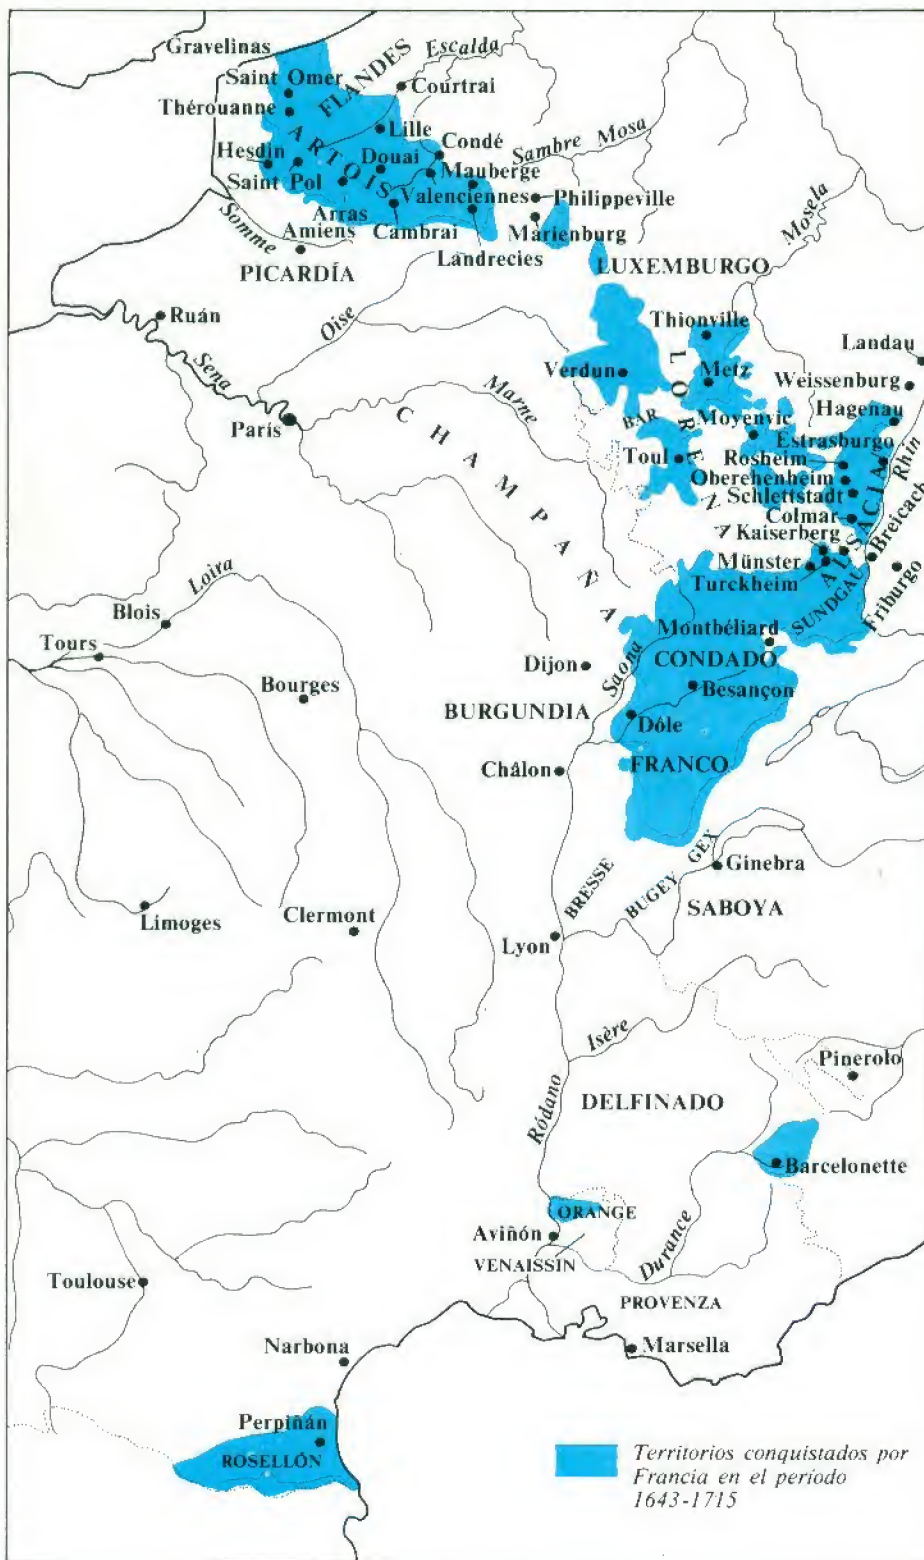 Gravelinas
Escalda
Saint Omer
FLANDES
Courtrai
Thérouanne
ARTOIS
Lille
Condé
Sambre
Mosa
Hesdin
Douai
Mauberge
Saint Pol
Valenciennes
Philippeville
Mosela
Somme
Arras
Amiens
Cambrai
Marienburg
Landrecies
PICARDÍA
LUXEMBURGO
Ruán
Oise
Thionville
Landau
Sena
Verdun
LORENA
Metz
Weissenburg
Marne
Hagenau
París
CHAMPAÑA
BAR
Moyenvic
Estrasburgo
Rhin
Toul
Rosheim
Oberehenheim
Schlettstadt
ALSACIA
Colmar
Breicach
Kaiserberg
Münster
Friburgo
Turckheim
SUNDGAU
Loira
Blois
Tours
Montbéliard
Dijon
Saona
CONDADO
Bourges
Besançon
BURGUNDIA
Dôle
Châlon
FRANCO
BRESSE
BUGEY
GEX
Ginebra
Limoges
Clermont
SABOYA
Lyon
Isère
Pinerolo
Ródano
DELFINADO
Barcelonette
ORANGE
Aviñón
Durance
VENAISSIN
Toulouse
PROVENZA
Narbona
Marsella
Perpiñán
ROSELLÓN
Territorios conquistados por
Francia en el período
1643-1715